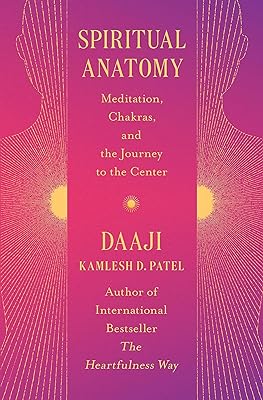 SPIRITUAL
ANATOMY
Meditation,
Chakras,
and
the Journey
to the Center
DAAJI
KAMLESH D. PATEL
Author of
International
Bestseller
The
Heartfulness Way